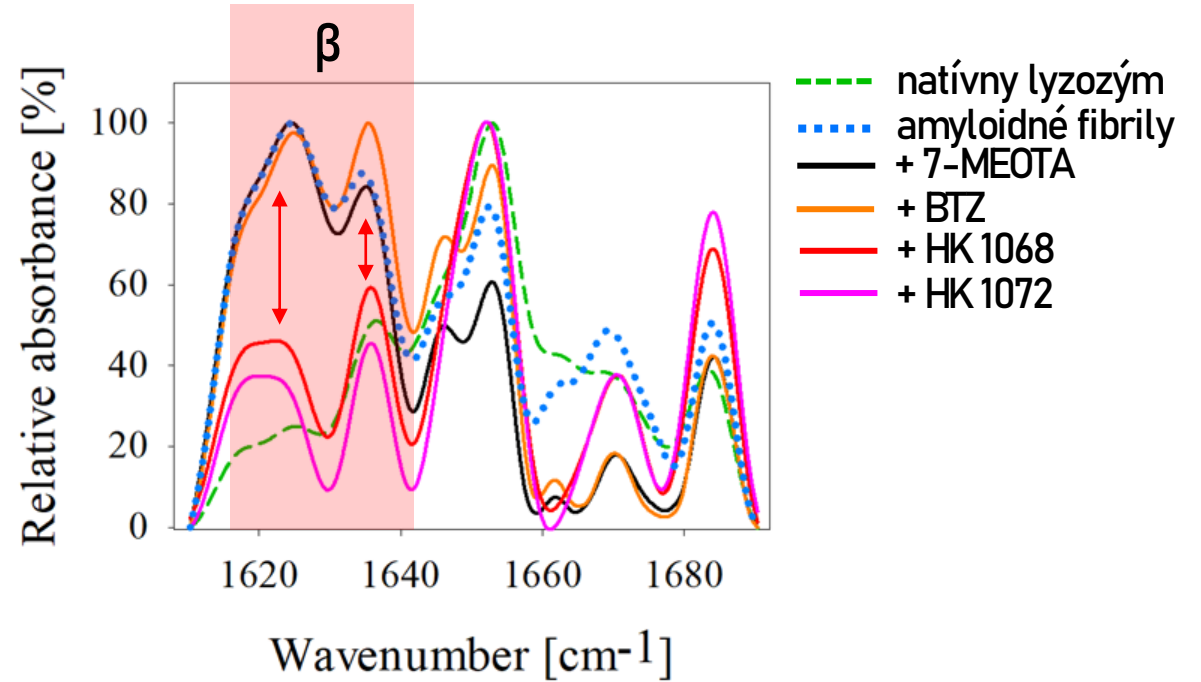 β
Relative absorbance [%]
100
80
60
40
20
0
1620 1640 1660 1680
Wavenumber [cm-1]
natívny lyzozým
amyloidné fibrily
+ 7-MEOTA
+ BTZ
+ HK 1068
+ HK 1072